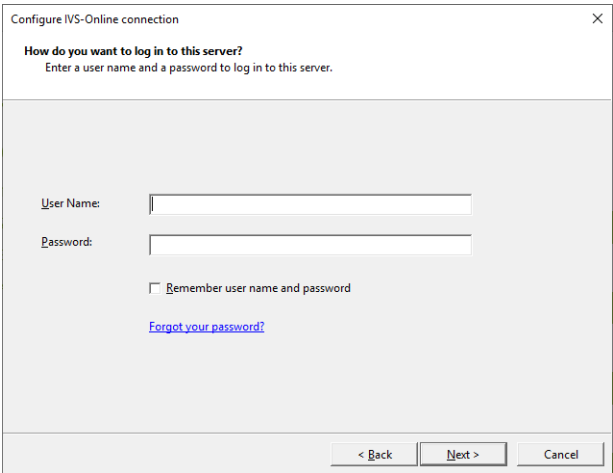 Configure IVS-Online connection
How do you want to log in to this server?
Enter a user name and a password to log in to this server.
User Name:
Password:
Remember user name and password
Forgot your password?
< Back Next > Cancel